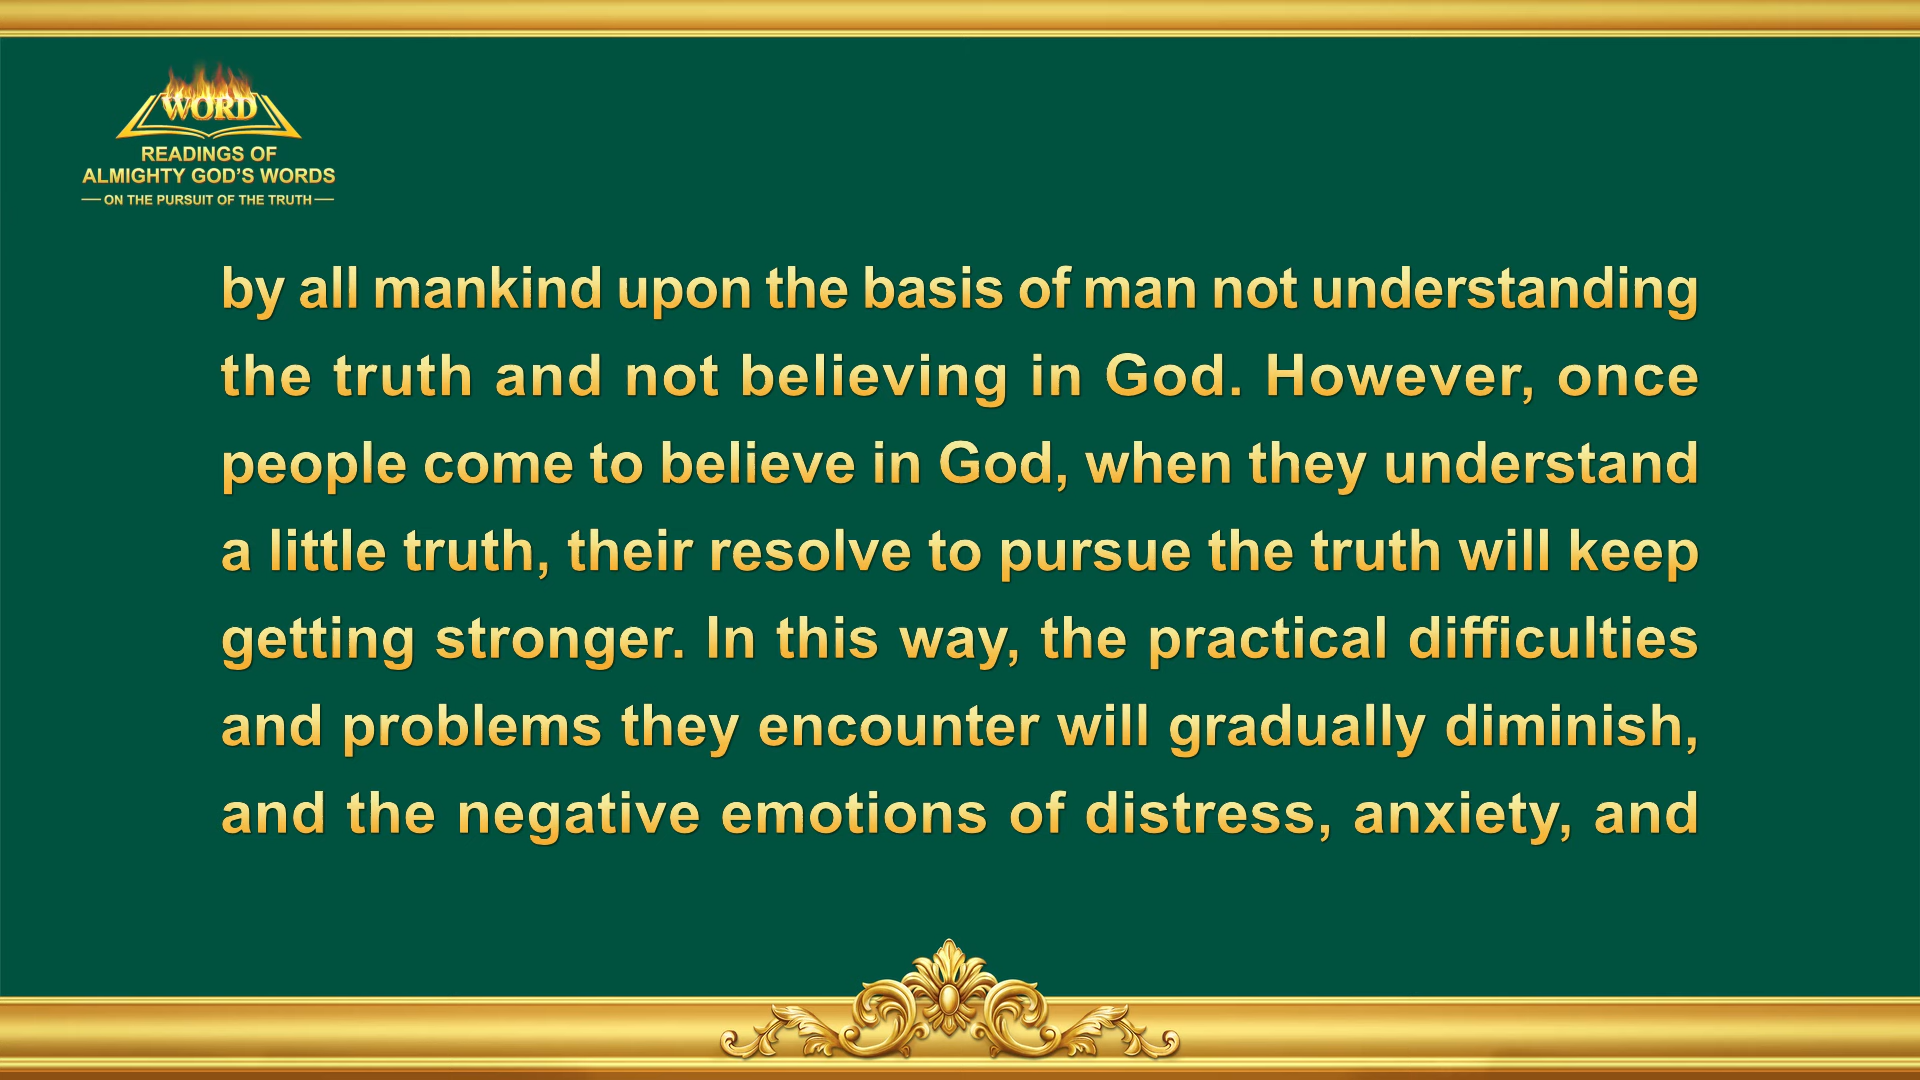 WORD
READINGS OF
ALMIGHTY GOD'S WORDS
— ON THE PURSUIT OF THE TRUTH —
by all mankind upon the basis of man not understanding
the truth and not believing in God. However, once
people come to believe in God, when they understand
a little truth, their resolve to pursue the truth will keep
getting stronger. In this way, the practical difficulties
and problems they encounter will gradually diminish,
and the negative emotions of distress, anxiety, and